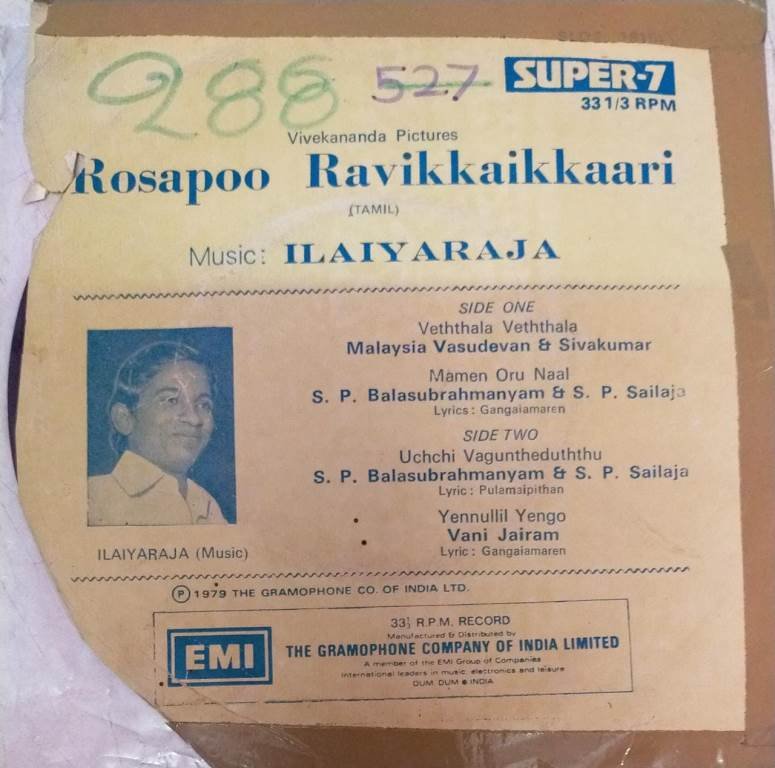 288 527 SUPER-7
33 1/3 RPM
Vivekananda Pictures
Rosapoo Ravikkaikkaari
(TAMIL)
Music: ILAIYARAJA
SIDE ONE
Veththala Veththala
Malaysia Vasudevan & Sivakumar
Mamen Oru Naal
S. P. Balasubrahmanyam & S. P. Sailaja
Lyrics: Gangaiamaren
SIDE TWO
Uchchi Vaguntheduththu
S. P. Balasubrahmanyam & S. P. Sailaja
Lyric: Pulamaipithan
Yennullil Yengo
Vani Jairam
Lyric: Gangaiamaren
ILAIYARAJA (Music)
Ⓟ 1979 THE GRAMOPHONE CO. OF INDIA LTD.
33⅓ R.P.M. RECORD
Manufactured & Distributed by
EMI THE GRAMOPHONE COMPANY OF INDIA LIMITED
A member of the EMI Group of Companies
International leaders in music, electronics and leisure
DUM DUM ● INDIA